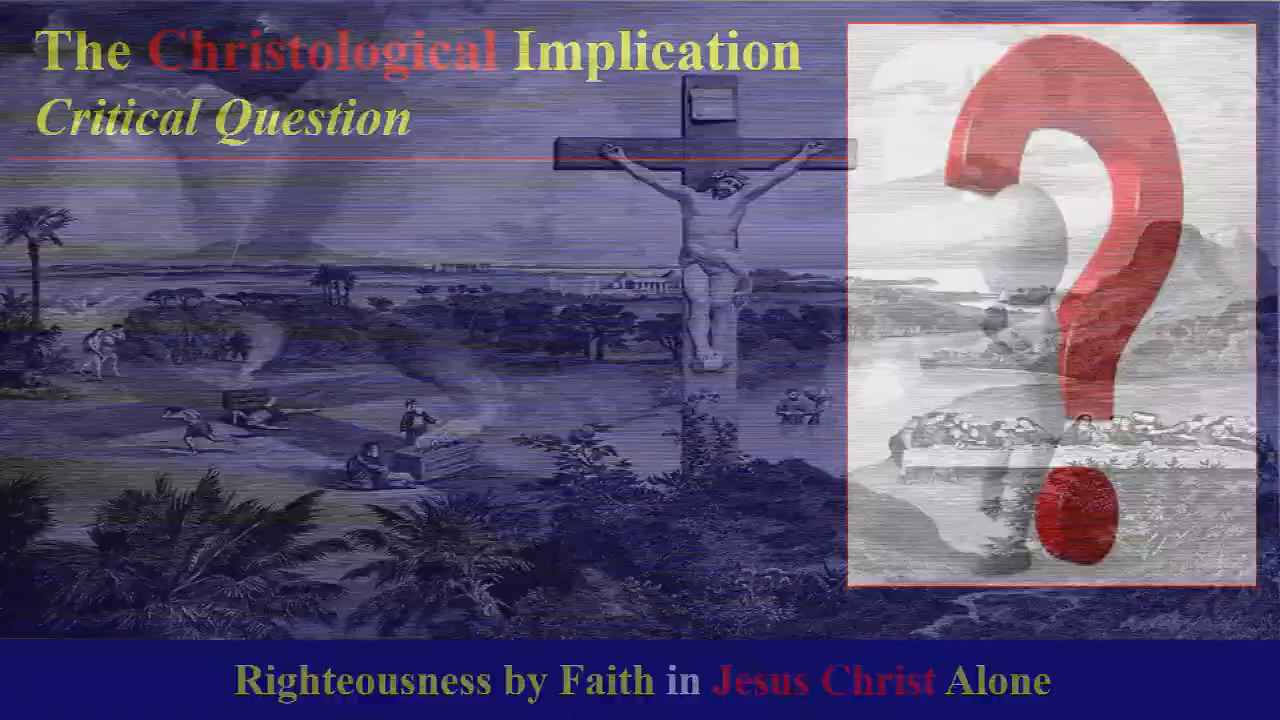 The Christological Implication
Critical Question
Righteousness by Faith in Jesus Christ Alone